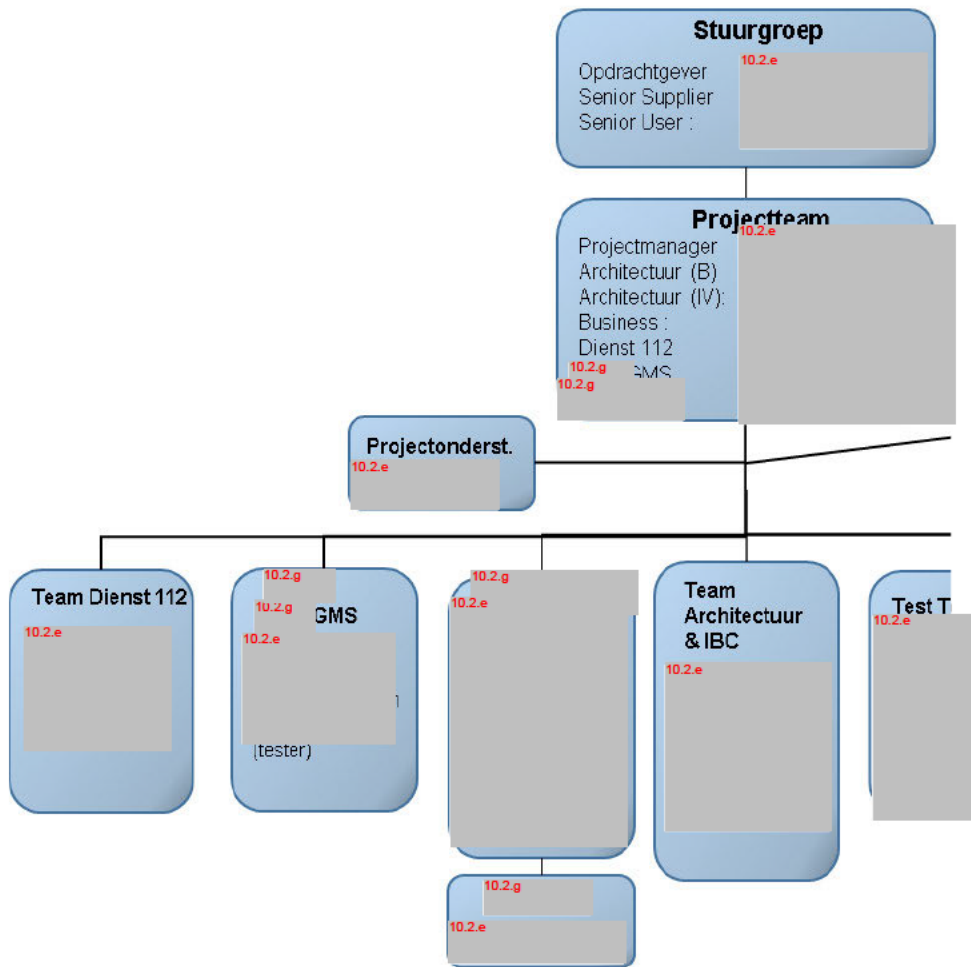 Stuurgroep
10.2.e
Opdrachtgever
Senior Supplier
Senior User :
Projectteam
10.2.e
Projectmanager
Architectuur (B)
Architectuur (IV):
Business :
Dienst 112
10.2.g
GMS
10.2.g
Projectonderst.
10.2.e
Team Dienst 112
10.2.e
10.2.g
10.2.g
GMS
10.2.e
(tester)
10.2.g
10.2.e
Team
Architectuur
& IBC
10.2.e
Test
10.2.e
10.2.g
10.2.e